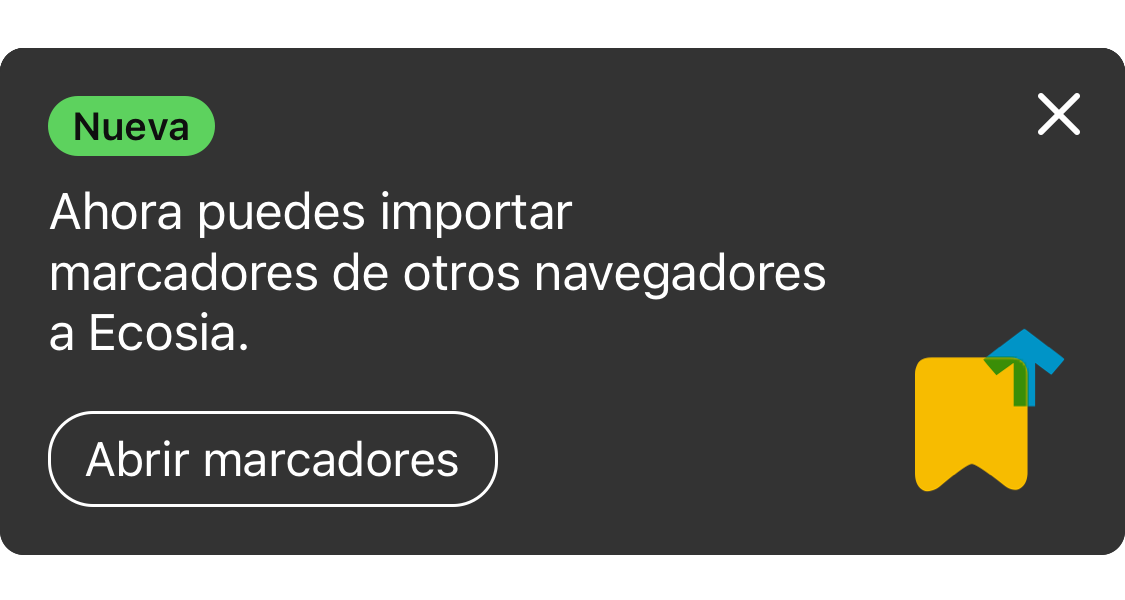 Nueva
Ahora puedes importar
marcadores de otros navegadores
a Ecosia.
Abrir marcadores